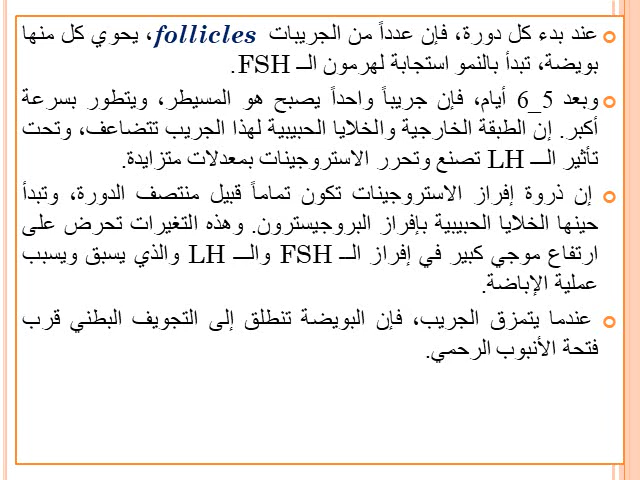 عند بدء كل دورة، فإن عدداً من الجريبات follicles، يحوي كل منها
بويضة، تبدأ بالنمو استجابة لهرمون الـ FSH.
وبعد 5_6 أيام، فإن جريباً واحداً يصبح هو المسيطر، ويتطور بسرعة
أكبر. إن الطبقة الخارجية والخلايا الحبيبية لهذا الجريب تتضاعف، وتحت
تأثير الـــ LH تصنع وتحرر الاستروجينات بمعدلات متزايدة.
إن ذروة إفراز الاستروجينات تكون تماماً قبيل منتصف الدورة، وتبدأ
حينها الخلايا الحبيبية بإفراز البروجيسترون. وهذه التغيرات تحرض على
ارتفاع موجي كبير في إفراز الــ FSH والـــ LH والذي يسبق ويسبب
عملية الإباضة.
عندما يتمزق الجريب، فإن البويضة تنطلق إلى التجويف البطني قرب
فتحة الأنبوب الرحمي.